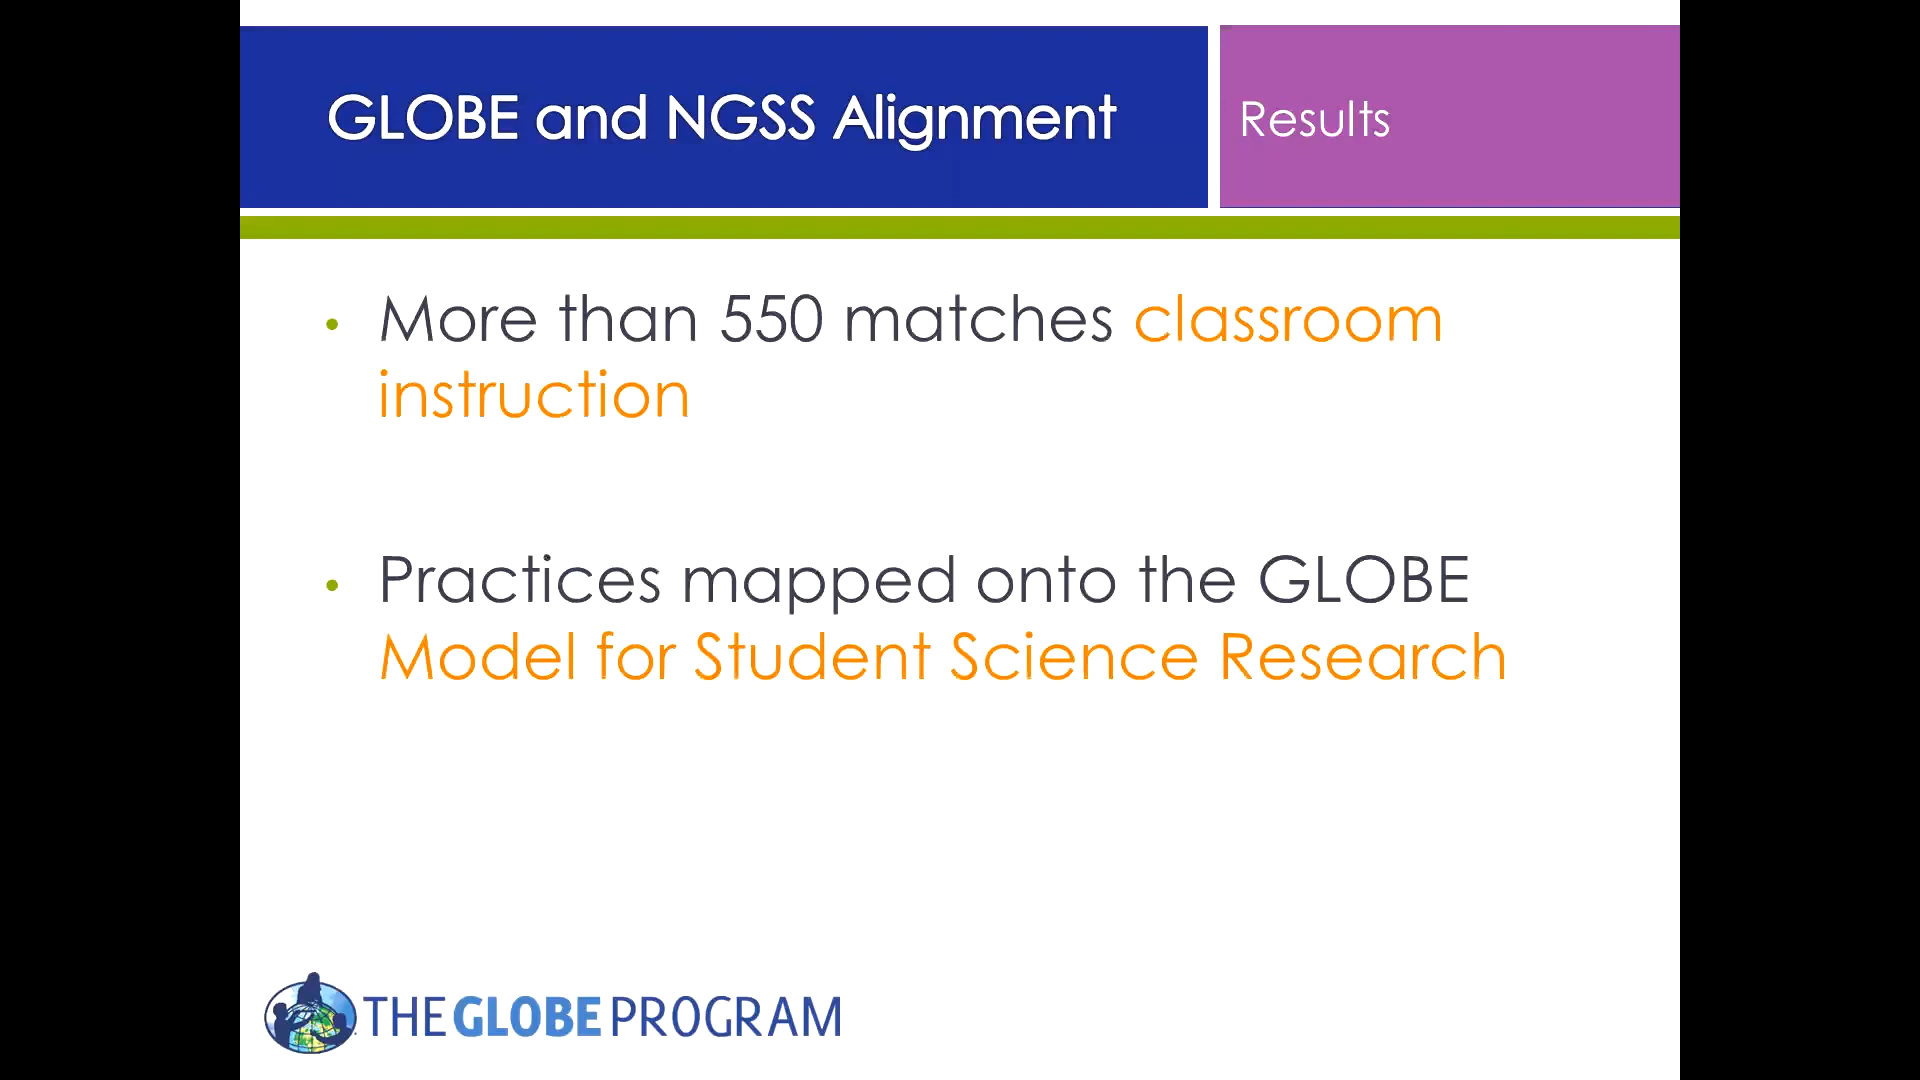 GLOBE and NGSS Alignment
Results
• More than 550 matches classroom
instruction
• Practices mapped onto the GLOBE
Model for Student Science Research
THE GLOBE PROGRAM